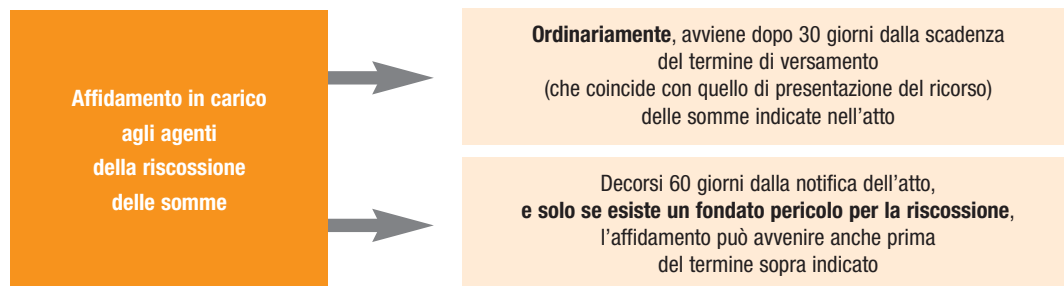 Affidamento in carico
agli agenti
della riscossione
delle somme
Ordinariamente, avviene dopo 30 giorni dalla scadenza
del termine di versamento
(che coincide con quello di presentazione del ricorso)
delle somme indicate nell’atto
Decorsi 60 giorni dalla notifica dell’atto,
e solo se esiste un fondato pericolo per la riscossione,
l’affidamento può avvenire anche prima
del termine sopra indicato